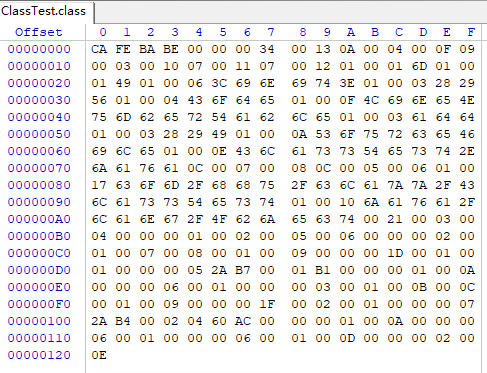 ClassTest.class
Offset 0 1 2 3 4 5 6 7 8 9 A B C D E F
00000000 CA FE BA BE 00 00 00 34 00 13 0A 00 04 00 0F 09
00000010 00 03 00 10 07 00 11 07 00 12 01 00 01 6D 01 00
00000020 01 49 01 00 06 3C 69 6E 69 74 3E 01 00 03 28 29
00000030 56 01 00 04 43 6F 64 65 01 00 0F 4C 69 6E 65 4E
00000040 75 6D 62 65 72 54 61 62 6C 65 01 00 03 61 64 64
00000050 01 00 03 28 29 49 01 00 0A 53 6F 75 72 63 65 46
00000060 69 6C 65 01 00 0E 43 6C 61 73 73 54 65 73 74 2E
00000070 6A 61 76 61 0C 00 07 00 08 0C 00 05 00 06 01 00
00000080 17 63 6F 6D 2F 68 68 75 2F 63 6C 61 7A 7A 2F 43
00000090 6C 61 73 73 54 65 73 74 01 00 10 6A 61 76 61 2F
000000A0 6C 61 6E 67 2F 4F 62 6A 65 63 74 00 21 00 03 00
000000B0 04 00 00 00 01 00 02 00 05 00 06 00 00 00 02 00
000000C0 01 00 07 00 08 00 01 00 09 00 00 00 1D 00 01 00
000000D0 01 00 00 00 05 2A B7 00 01 B1 00 00 00 01 00 0A
000000E0 00 00 00 06 00 01 00 00 00 03 00 01 00 0B 00 0C
000000F0 00 01 00 09 00 00 00 1F 00 02 00 01 00 00 00 07
00000100 2A B4 00 02 04 60 AC 00 00 00 01 00 0A 00 00 00
00000110 06 00 01 00 00 00 06 00 01 00 0D 00 00 00 02 00
00000120 0E